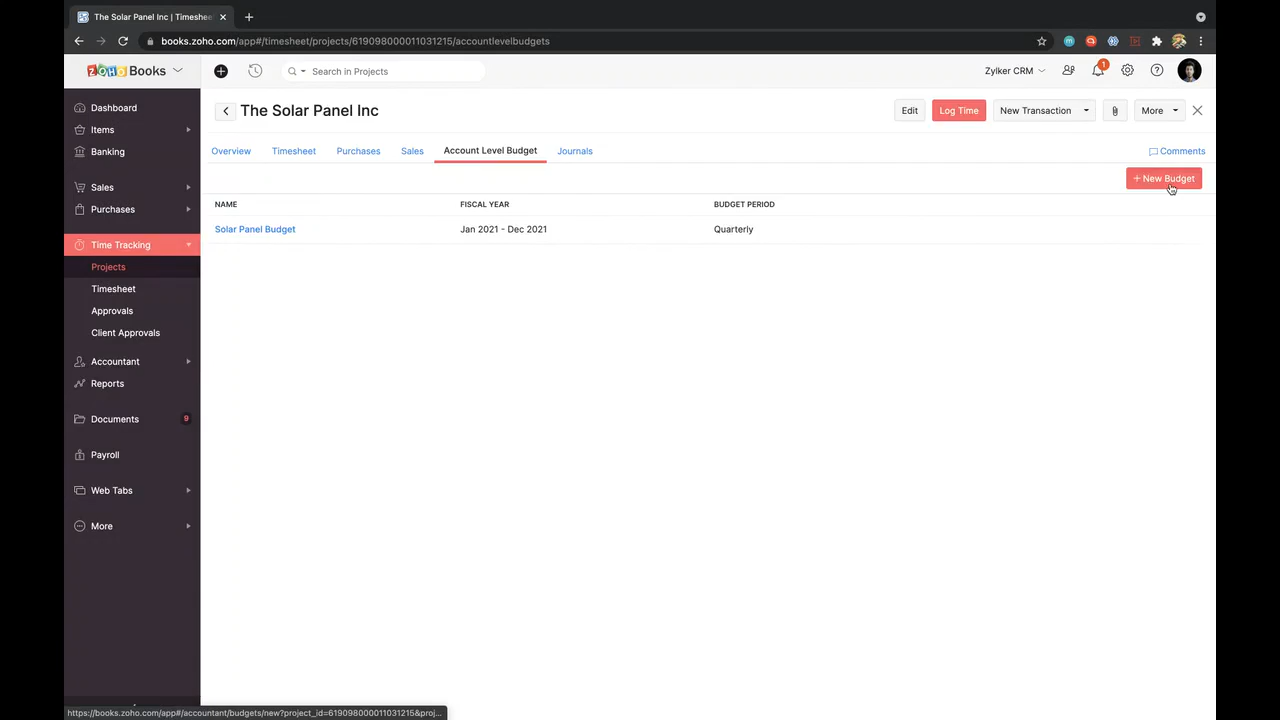 The Solar Panel Inc | Timeshe
books.zoho.com/app#/timesheet/projects/619098000011031215/accountlevelbudgets
ZOHO Books
Search in Projects
Zylker CRM
1
Dashboard
Items
Banking
Sales
Purchases
Time Tracking
Projects
Timesheet
Approvals
Client Approvals
Accountant
Reports
Documents
9
Payroll
Web Tabs
More
The Solar Panel Inc
Edit
Log Time
New Transaction
More
Overview
Timesheet
Purchases
Sales
Account Level Budget
Journals
Comments
+ New Budget
NAME
FISCAL YEAR
BUDGET PERIOD
Solar Panel Budget
Jan 2021 - Dec 2021
Quarterly
https://books.zoho.com/app#/accountant/budgets/new?project_id=619098000011031215&proj...